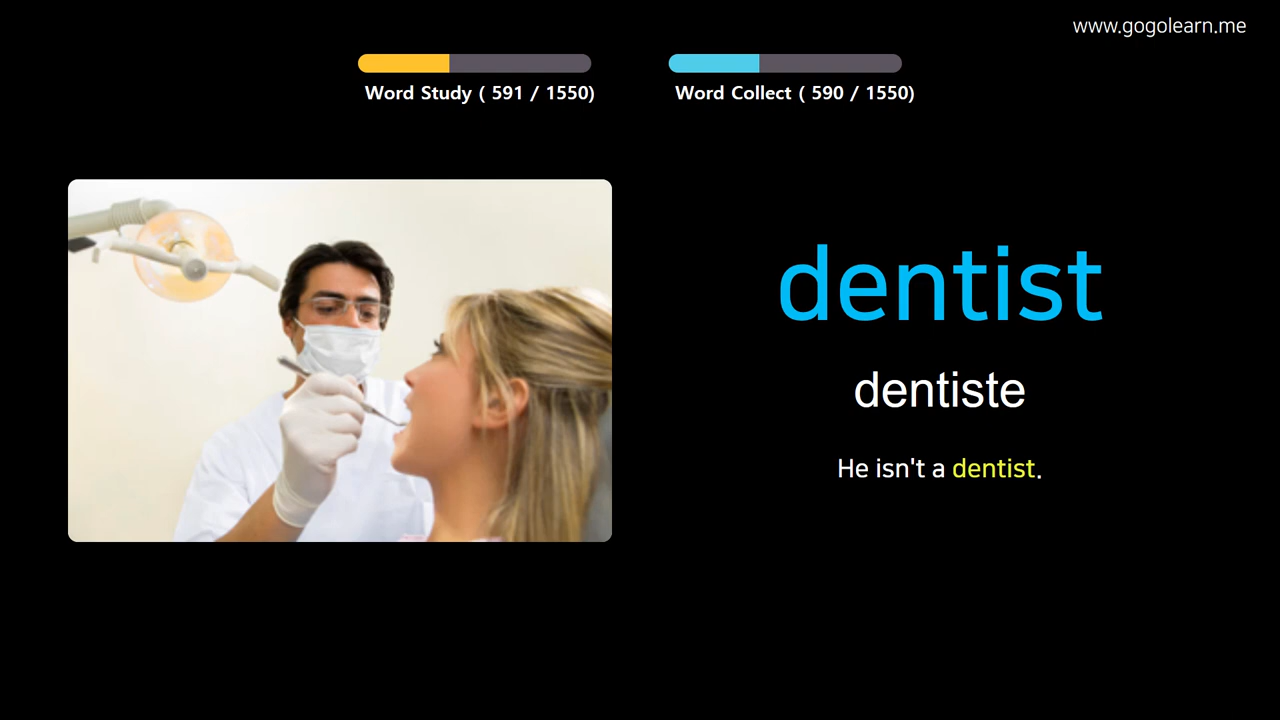 www.gogolearn.me
Word Study ( 591 / 1550)
Word Collect ( 590 / 1550)
dentist
dentiste
He isn't a dentist.